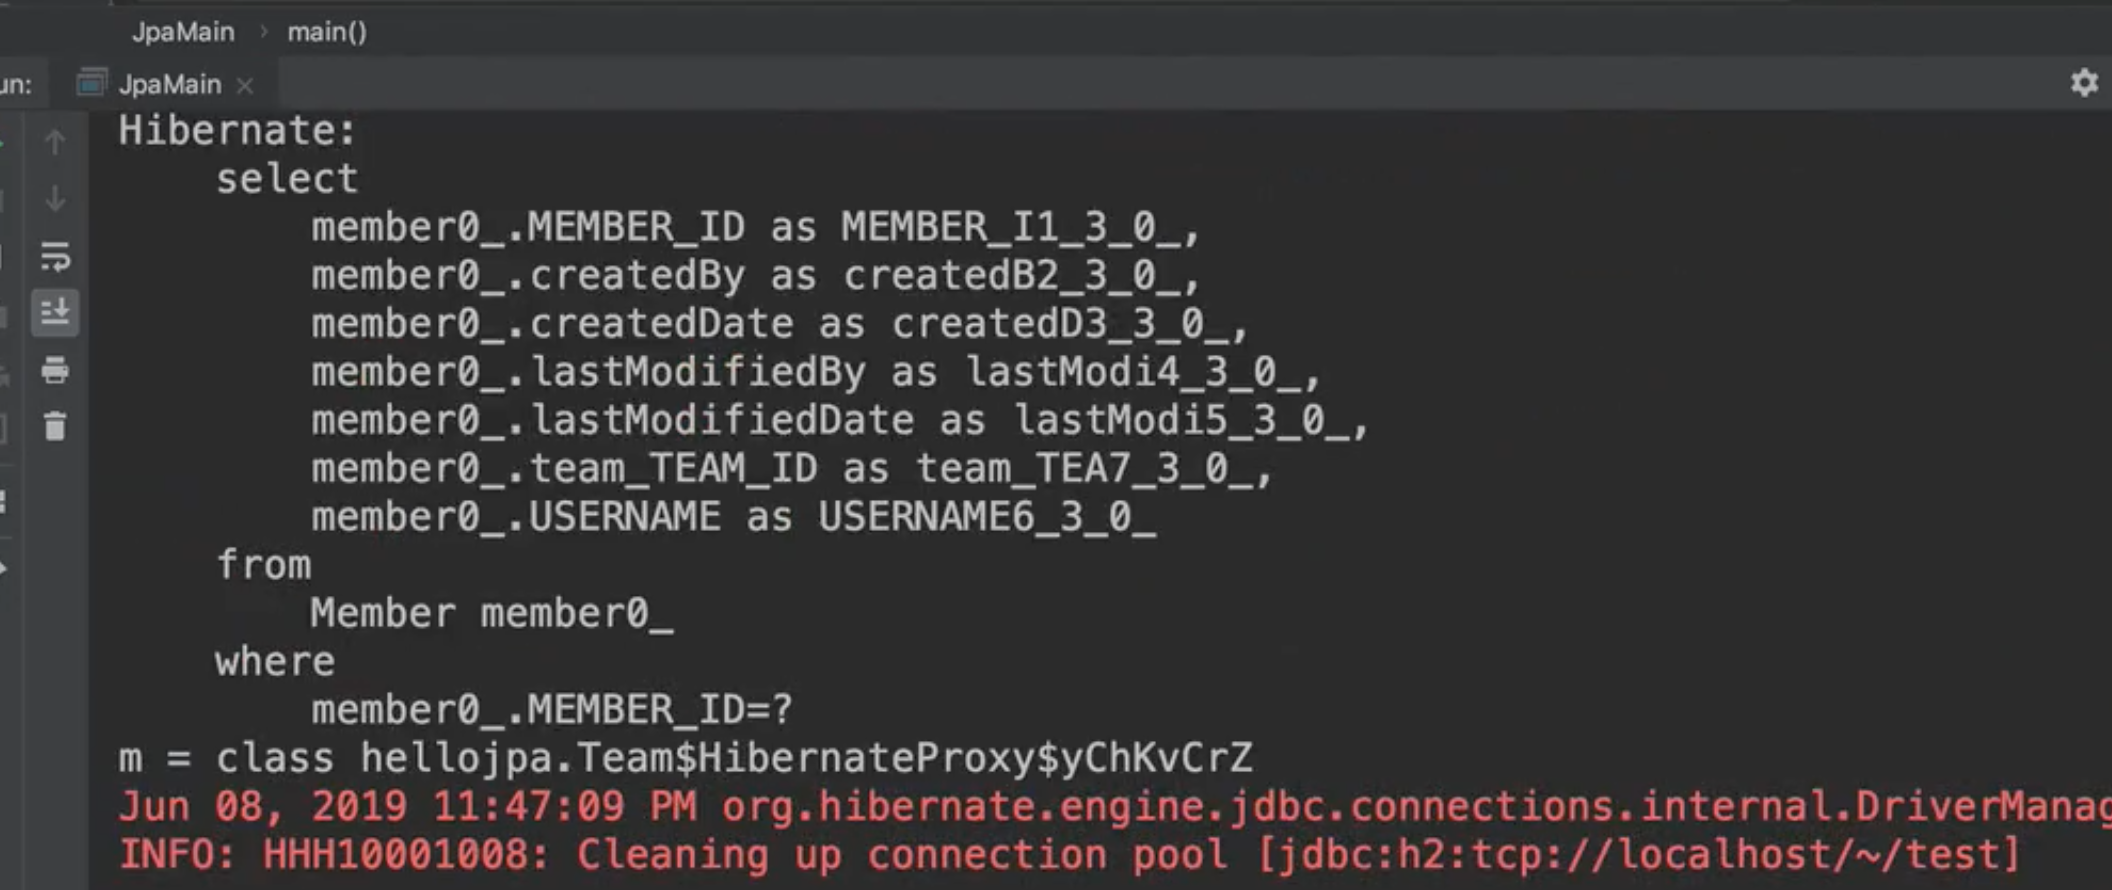 JpaMain › main()
un: JpaMain ×
Hibernate:
select
member0_.MEMBER_ID as MEMBER_I1_3_0_,
member0_.createdBy as createdB2_3_0_,
member0_.createdDate as createdD3_3_0_,
member0_.lastModifiedBy as lastModi4_3_0_,
member0_.lastModifiedDate as lastModi5_3_0_,
member0_.team_TEAM_ID as team_TEA7_3_0_,
member0_.USERNAME as USERNAME6_3_0_
from
Member member0_
where
member0_.MEMBER_ID=?
m = class hellojpa.Team$HibernateProxy$yChKvCrZ
Jun 08, 2019 11:47:09 PM org.hibernate.engine.jdbc.connections.internal.DriverManag
INFO: HHH10001008: Cleaning up connection pool [jdbc:h2:tcp://localhost/~/test]